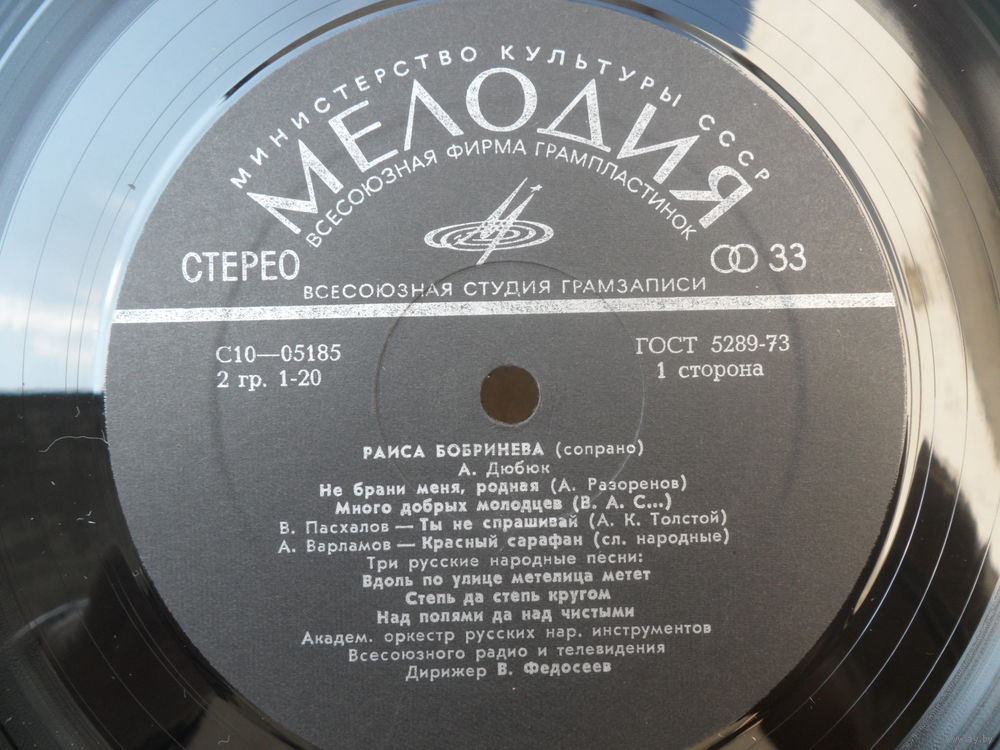 МИНИСТЕРСТВО КУЛЬТУРЫ СССР
МЕЛОДИЯ
ВСЕСОЮЗНАЯ ФИРМА ГРАМПЛАСТИНОК
СТЕРЕО
33
ВСЕСОЮЗНАЯ СТУДИЯ ГРАМЗАПИСИ
С10—05185
ГОСТ 5289-73
2 гр. 1-20
1 сторона
РАИСА БОБРИНЕВА (сопрано)
А. Дюбюк
Не брани меня, родная (А. Разоренов)
Много добрых молодцев (В. А. С...)
В. Пасхалов — Ты не спрашивай (А. К. Толстой)
А. Варламов — Красный сарафан (сл. народные)
Три русские народные песни:
Вдоль по улице метелица метет
Степь да степь кругом
Над полями да над чистыми
Академ. оркестр русских нар. инструментов
Всесоюзного радио и телевидения
Дирижер В. Федосеев